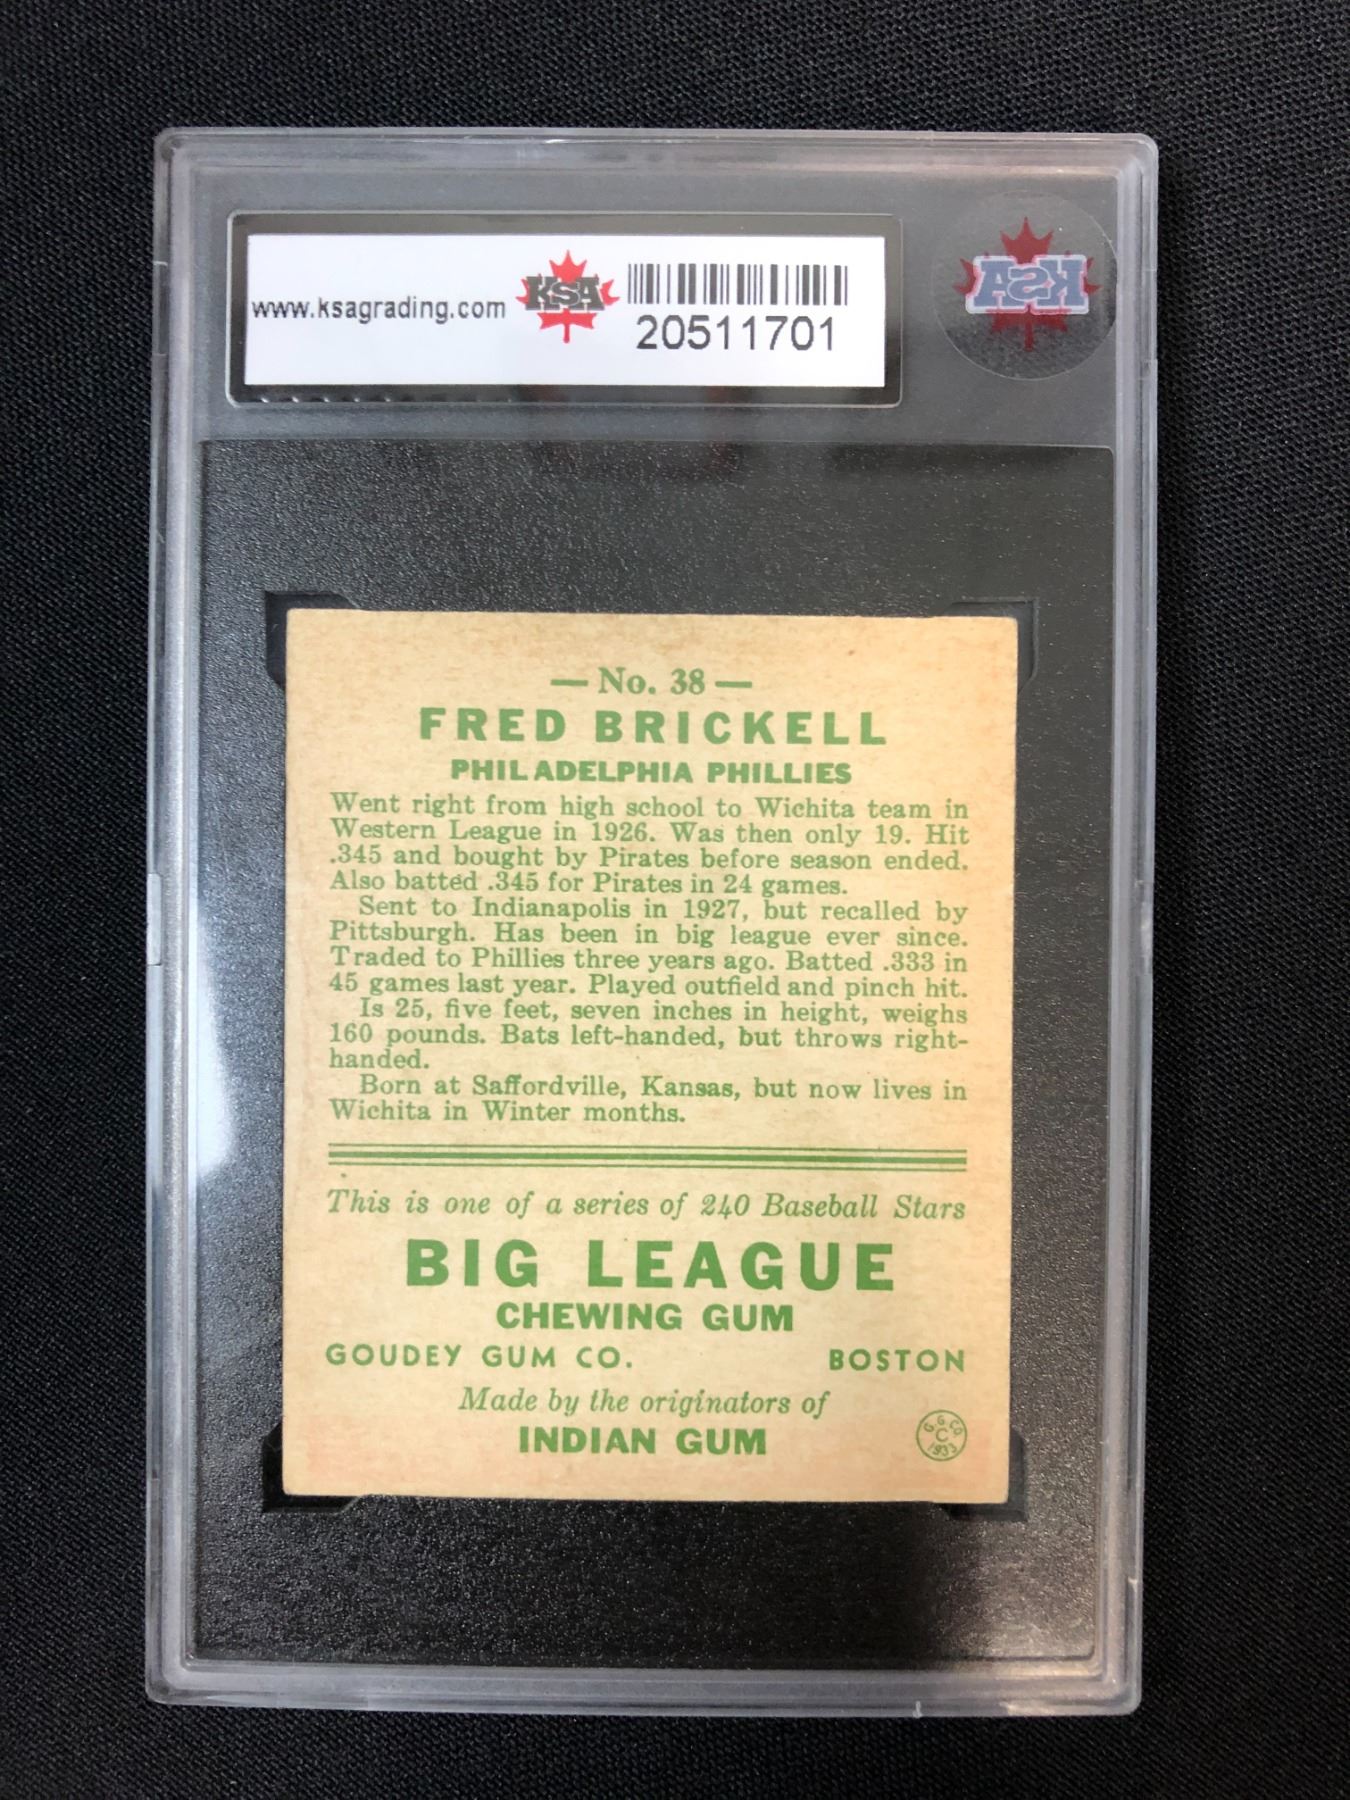 www.ksagrading.com KSA
20511701
KSA
— No. 38 —
FRED BRICKELL
PHILADELPHIA PHILLIES
Went right from high school to Wichita team in
Western League in 1926. Was then only 19. Hit
.345 and bought by Pirates before season ended.
Also batted .345 for Pirates in 24 games.
Sent to Indianapolis in 1927, but recalled by
Pittsburgh. Has been in big league ever since.
Traded to Phillies three years ago. Batted .333 in
45 games last year. Played outfield and pinch hit.
Is 25, five feet, seven inches in height, weighs
160 pounds. Bats left-handed, but throws right-
handed.
Born at Saffordville, Kansas, but now lives in
Wichita in Winter months.
This is one of a series of 240 Baseball Stars
BIG LEAGUE
CHEWING GUM
GOUDEY GUM CO. BOSTON
Made by the originators of
INDIAN GUM
G.G.CO.
C
1933